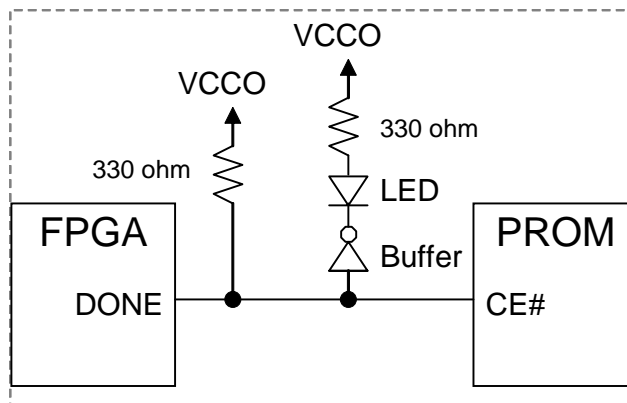 VCCO
VCCO
330 ohm
330 ohm
LED
FPGA
PROM
Buffer
DONE
CE#